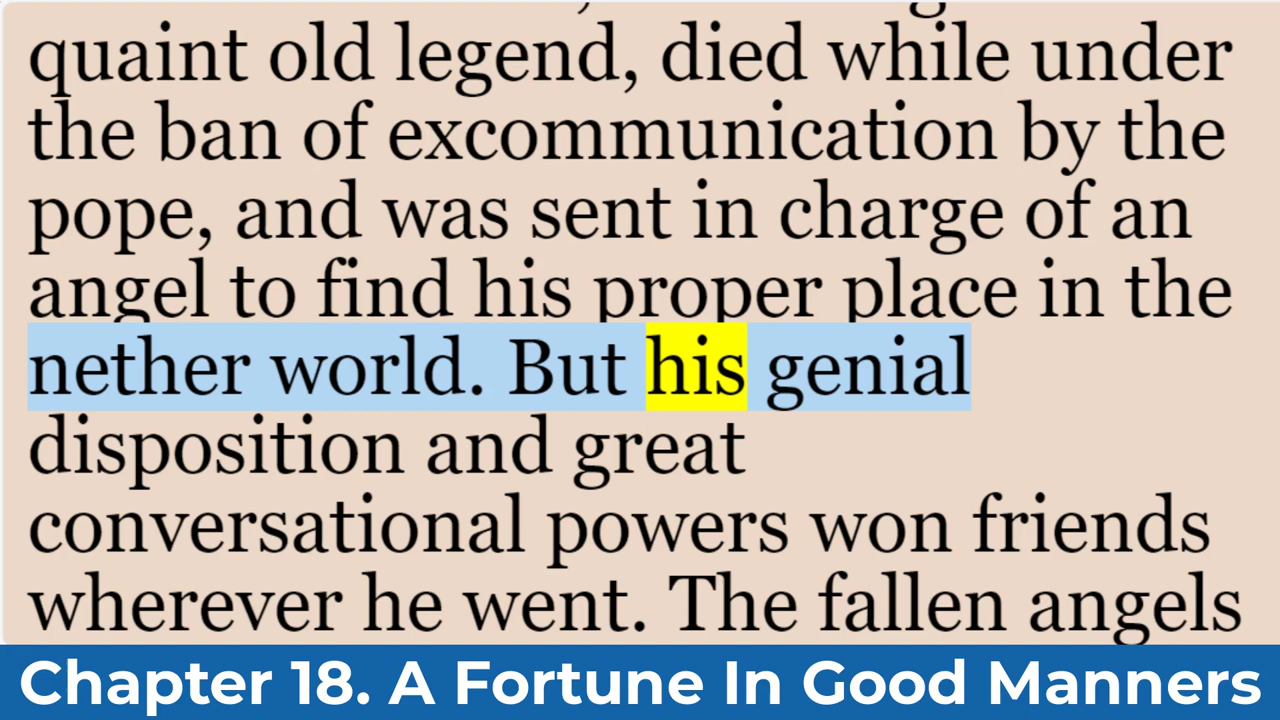 quaint old legend, died while under
the ban of excommunication by the
pope, and was sent in charge of an
angel to find his proper place in the
nether world. But his genial
disposition and great
conversational powers won friends
wherever he went. The fallen angels
Chapter 18. A Fortune In Good Manners